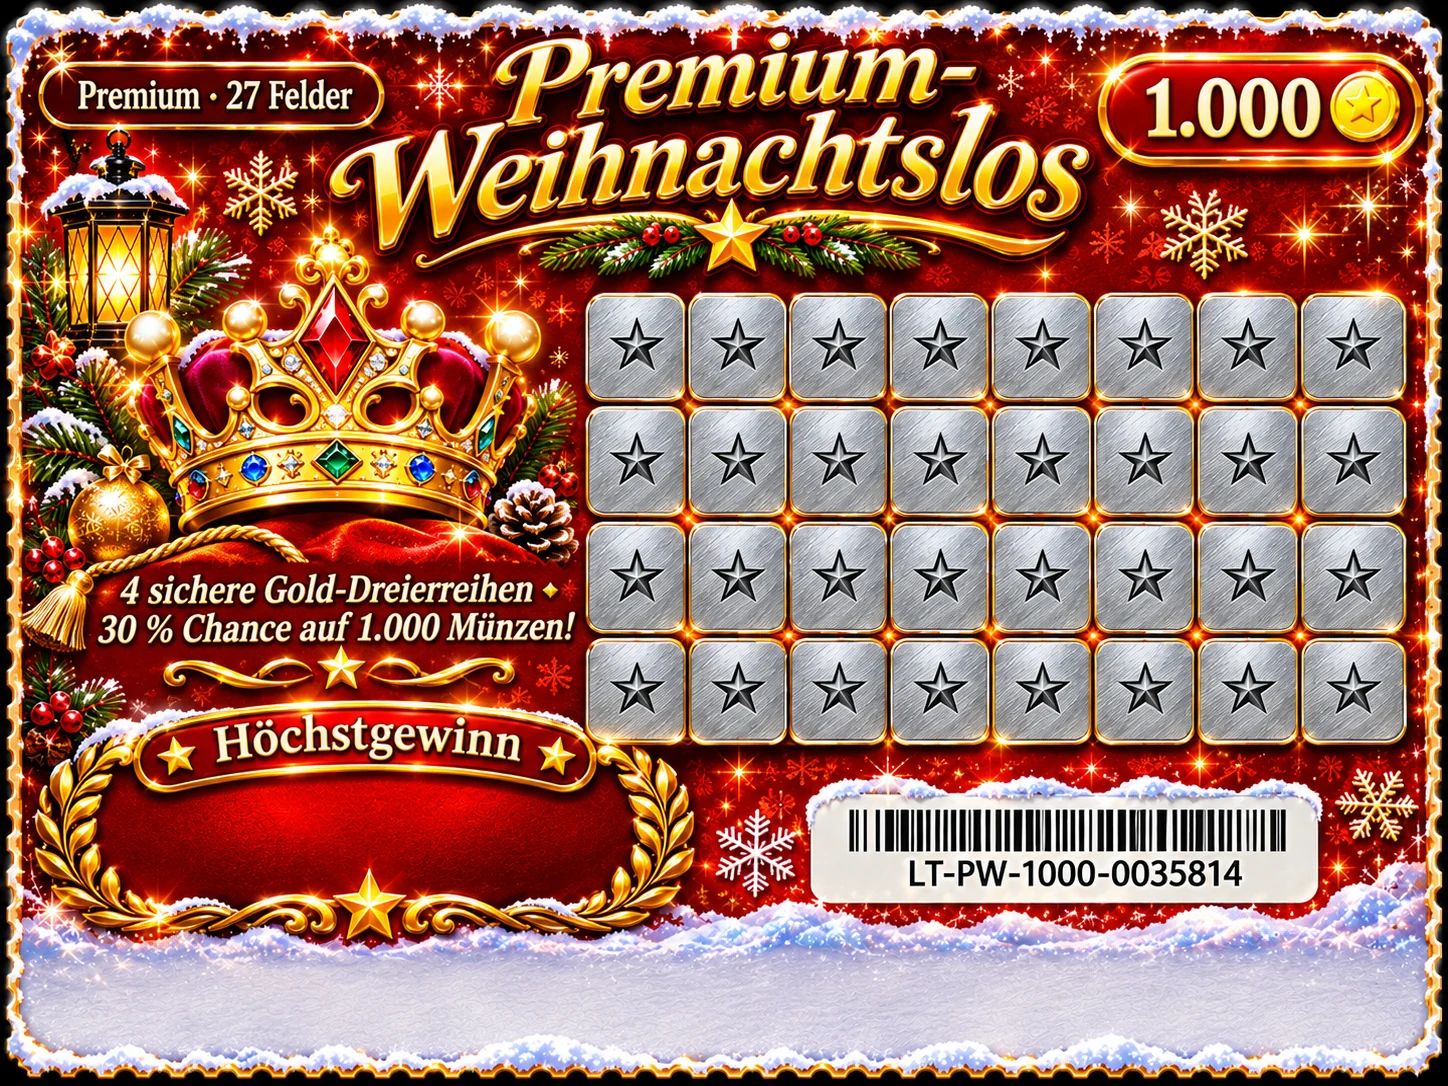 Premium · 27 Felder
Premium-
Weihnachtslos
1.000
4 sichere Gold-Dreierreihen
30 % Chance auf 1.000 Münzen!
Höchstgewinn
LT-PW-1000-0035814